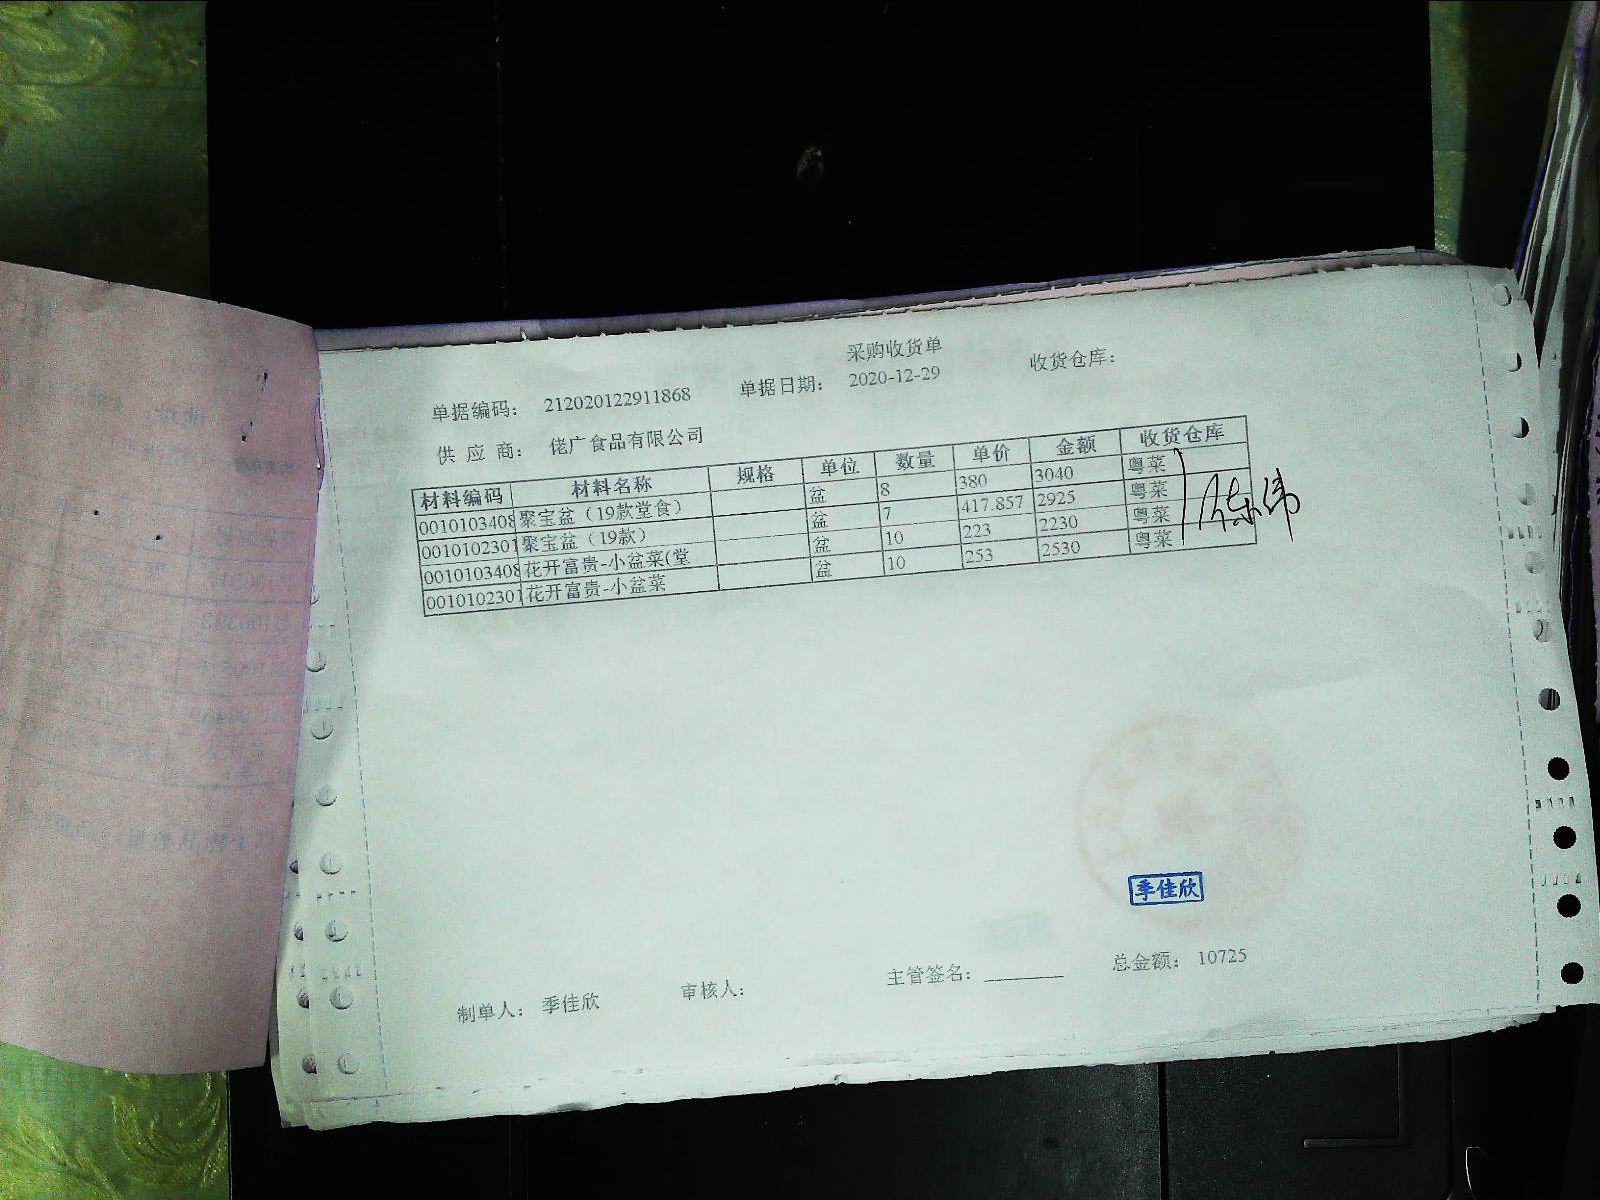 采购收货单
单据编码： 212020122911868 单据日期： 2020-12-29 收货仓库：
供 应 商： 佬广食品有限公司
材料编码 材料名称 规格 单位 数量 单价 金额 收货仓库
0010103408 聚宝盆（19款堂食） 盆 8 380 3040 粤菜
0010102301 聚宝盆（19款） 盆 7 417.857 2925 粤菜
0010103408 花开富贵-小盆菜(堂 盆 10 223 2230 粤菜
0010102301 花开富贵-小盆菜 盆 10 253 2530 粤菜
季佳欣
制单人： 季佳欣 审核人： 主管签名： 总金额： 10725